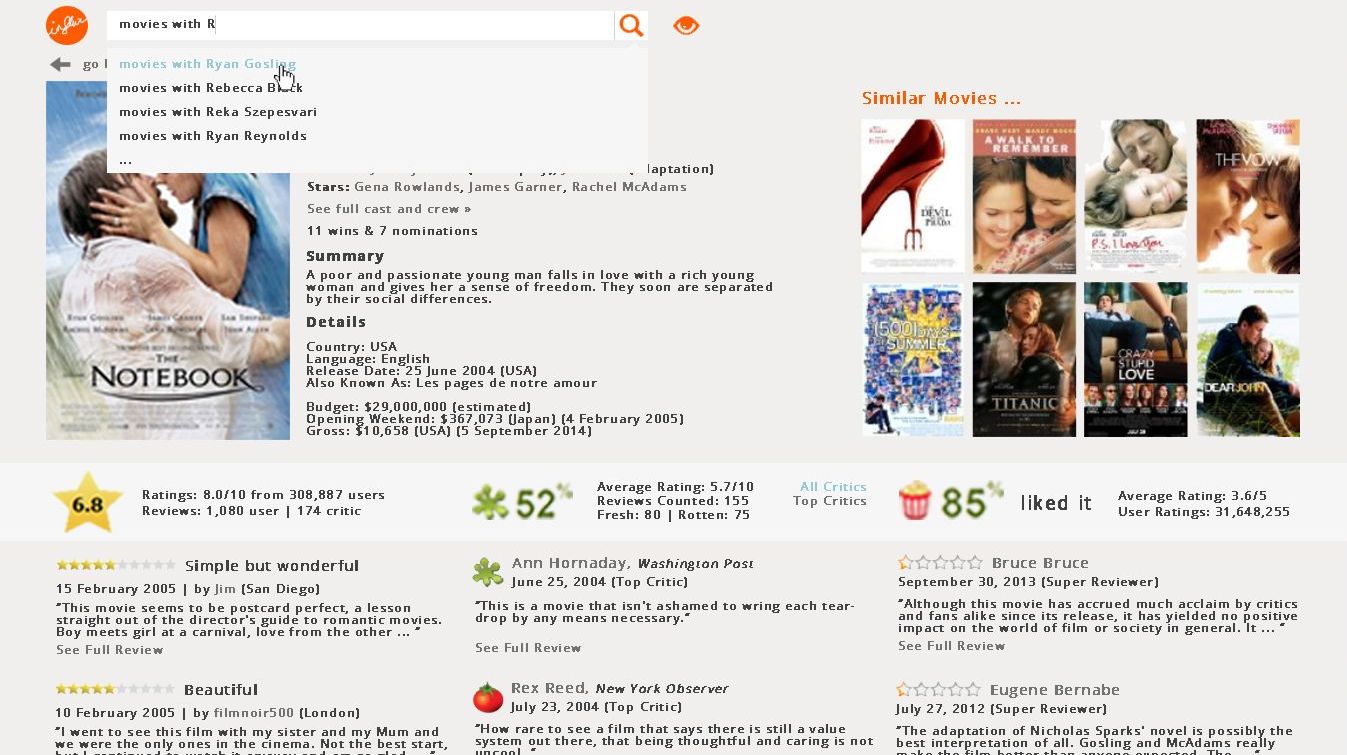 movies with R
go
movies with Ryan Gosling
movies with Rebecca Black
movies with Reka Szepesvari
movies with Ryan Reynolds
...
Stars: Gena Rowlands, James Garner, Rachel McAdams
See full cast and crew »
11 wins & 7 nominations
Summary
A poor and passionate young man falls in love with a rich young
woman and gives her a sense of freedom. They soon are separated
by their social differences.
Details
Country: USA
Language: English
Release Date: 25 June 2004 (USA)
Also Known As: Les pages de notre amour
Budget: $29,000,000 (estimated)
Opening Weekend: $367,073 (Japan) (4 February 2005)
Gross: $10,658 (USA) (5 September 2014)
THE
NOTEBOOK
Similar Movies ...
DEVIL
PRADA
A WALK TO
REMEMBER
P.S. I Love You
THE VOW
(500) DAYS
OF SUMMER
TITANIC
CRAZY
STUPID
LOVE
DEAR JOHN
6.8
Ratings: 8.0/10 from 308,887 users
Reviews: 1,080 user | 174 critic
52%
Average Rating: 5.7/10
Reviews Counted: 155
Fresh: 80 | Rotten: 75
All Critics
Top Critics
85%
liked it
Average Rating: 3.6/5
User Ratings: 31,648,255
Simple but wonderful
15 February 2005 | by Jim (San Diego)
"This movie seems to be postcard perfect, a lesson
straight out of the director's guide to romantic movies.
Boy meets girl at a carnival, love from the other ... "
See Full Review
Beautiful
10 February 2005 | by filmnoir500 (London)
"I went to see this film with my sister and my Mum and
we were the only ones in the cinema. Not the best start,
Ann Hornaday, Washington Post
June 25, 2004 (Top Critic)
"This is a movie that isn't ashamed to wring each tear-
drop by any means necessary."
See Full Review
Rex Reed, New York Observer
July 23, 2004 (Top Critic)
"How rare to see a film that says there is still a value
system out there, that being thoughtful and caring is not
uncool. "
Bruce Bruce
September 30, 2013 (Super Reviewer)
"Although this movie has accrued much acclaim by critics
and fans alike since its release, it has yielded no positive
impact on the world of film or society in general. It ... "
See Full Review
Eugene Bernabe
July 27, 2012 (Super Reviewer)
"The adaptation of Nicholas Sparks' novel is possibly the
best interpretation of all. Gosling and McAdams really